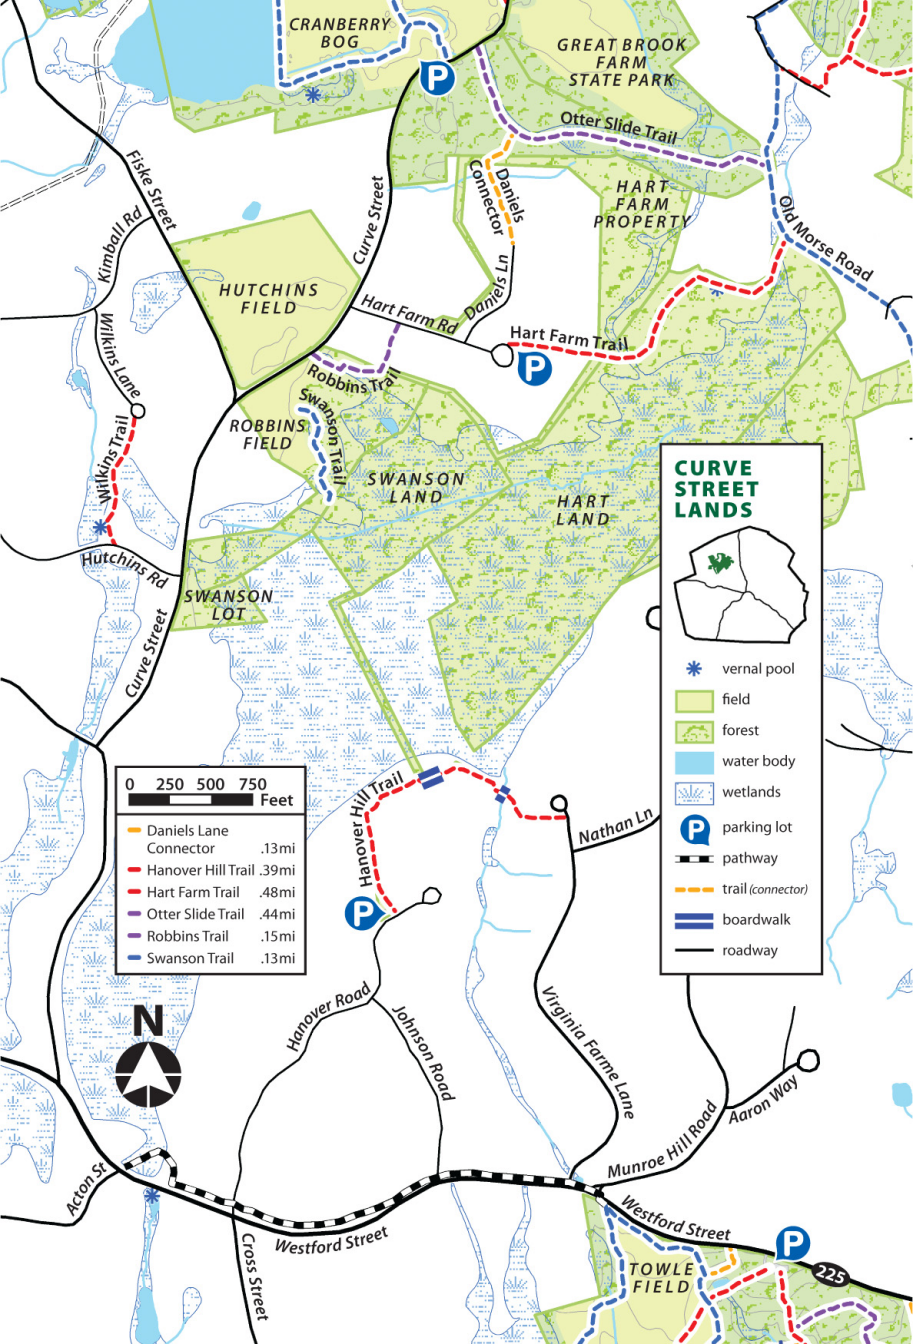 CRANBERRY
BOG
P
GREAT BROOK
FARM
STATE PARK
Otter Slide Trail
Fiske Street
Daniels
Connector
HART
FARM
PROPERTY
Curve Street
Kimball Rd
Old Morse Road
HUTCHINS
FIELD
Daniels Ln
Hart Farm Rd
Hart Farm Trail
P
Wilkins Lane
Robbins Trail
Swanson Trail
ROBBINS
FIELD
Wilkins Trail
SWANSON
LAND
HART
LAND
Hutchins Rd
SWANSON
LOT
Curve Street
CURVE
STREET
LANDS
vernal pool
field
forest
water body
wetlands
P parking lot
pathway
trail (connector)
boardwalk
roadway
0 250 500 750
Feet
Daniels Lane
Connector .13mi
Hanover Hill Trail .39mi
Hart Farm Trail .48mi
Otter Slide Trail .44mi
Robbins Trail .15mi
Swanson Trail .13mi
Hanover Hill Trail
Nathan Ln
P
N
Hanover Road
Johnson Road
Virginia Farme Lane
Aaron Way
Munroe Hill Road
Acton St
Westford Street
Westford Street
Cross Street
P
225
TOWLE
FIELD